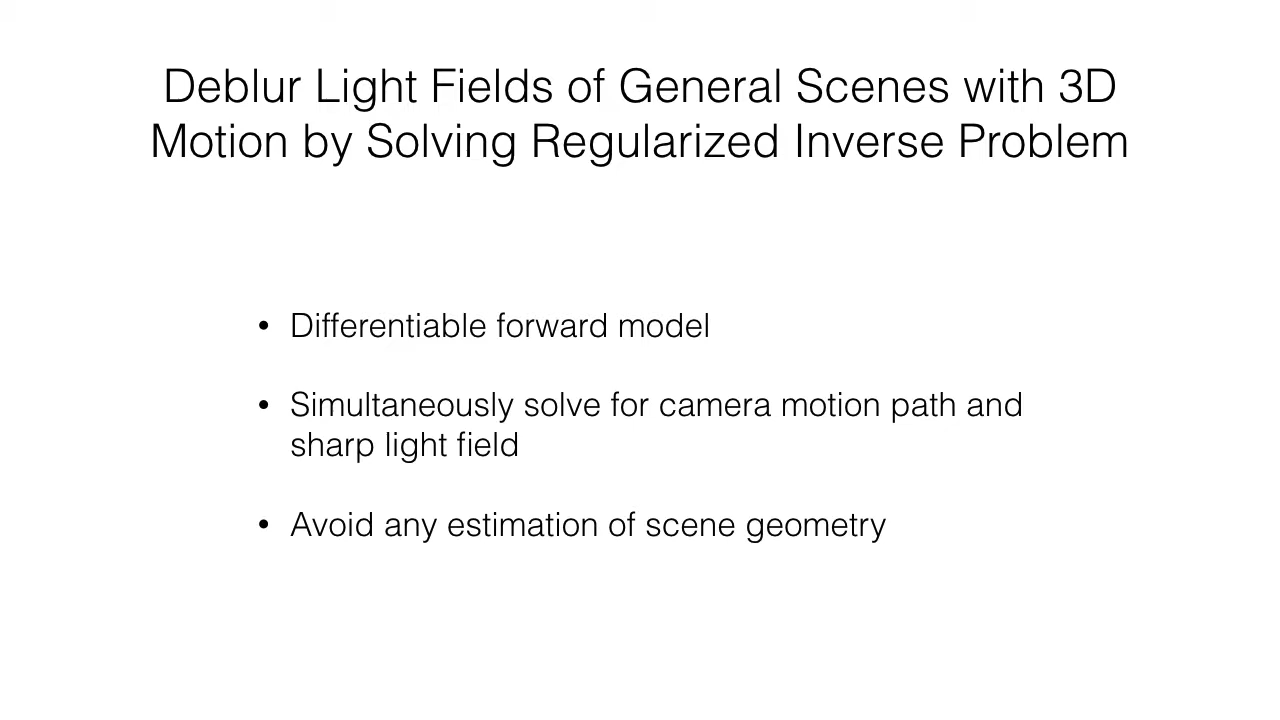 Deblur Light Fields of General Scenes with 3D
Motion by Solving Regularized Inverse Problem
• Differentiable forward model
• Simultaneously solve for camera motion path and
sharp light field
• Avoid any estimation of scene geometry